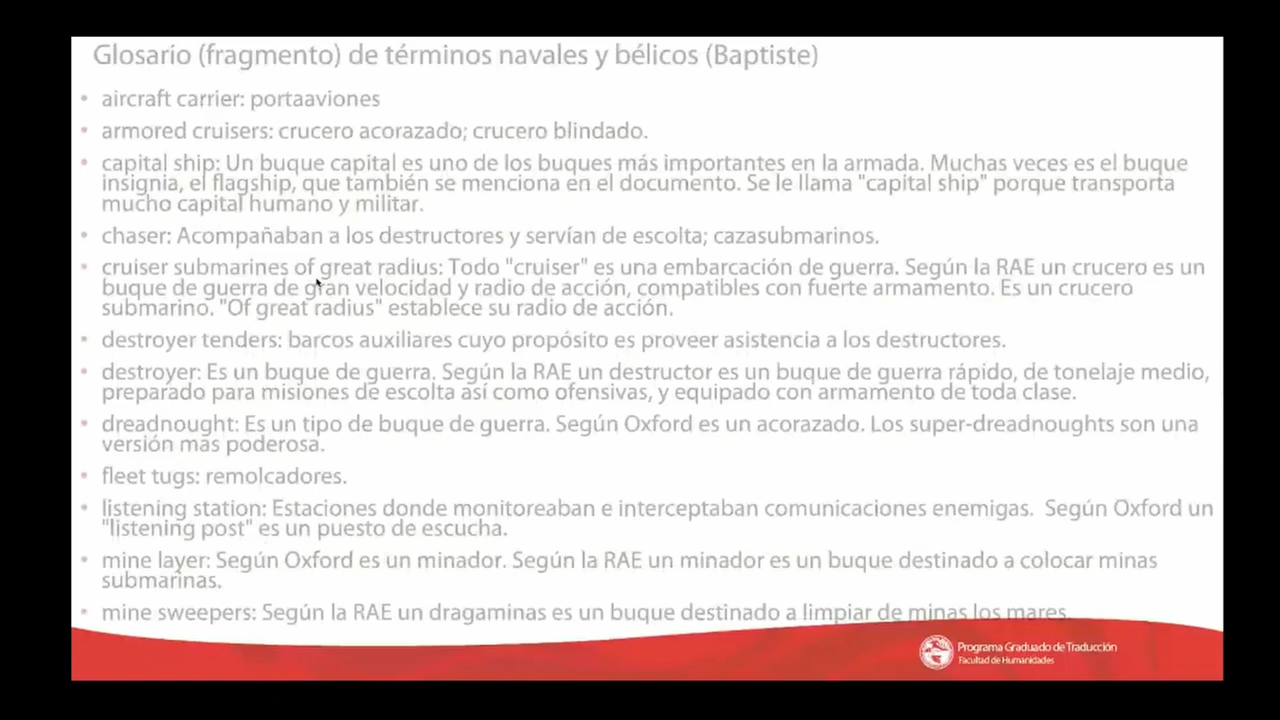 Glosario (fragmento) de términos navales y bélicos (Baptiste)
• aircraft carrier: portaaviones
• armored cruisers: crucero acorazado; crucero blindado.
• capital ship: Un buque capital es uno de los buques más importantes en la armada. Muchas veces es el buque
insignia, el flagship, que también se menciona en el documento. Se le llama "capital ship" porque transporta
mucho capital humano y militar.
• chaser: Acompañaban a los destructores y servían de escolta; cazasubmarinos.
• cruiser submarines of great radius: Todo "cruiser" es una embarcación de guerra. Según la RAE un crucero es un
buque de guerra de gran velocidad y radio de acción, compatibles con fuerte armamento. Es un crucero
submarino. "Of great radius" establece su radio de acción.
• destroyer tenders: barcos auxiliares cuyo propósito es proveer asistencia a los destructores.
• destroyer: Es un buque de guerra. Según la RAE un destructor es un buque de guerra rápido, de tonelaje medio,
preparado para misiones de escolta así como ofensivas, y equipado con armamento de toda clase.
• dreadnought: Es un tipo de buque de guerra. Según Oxford es un acorazado. Los super-dreadnoughts son una
versión más poderosa.
• fleet tugs: remolcadores.
• listening station: Estaciones donde monitoreaban e interceptaban comunicaciones enemigas. Según Oxford un
"listening post" es un puesto de escucha.
• mine layer: Según Oxford es un minador. Según la RAE un minador es un buque destinado a colocar minas
submarinas.
• mine sweepers: Según la RAE un dragaminas es un buque destinado a limpiar de minas los mares.
Programa Graduado de Traducción
Facultad de Humanidades